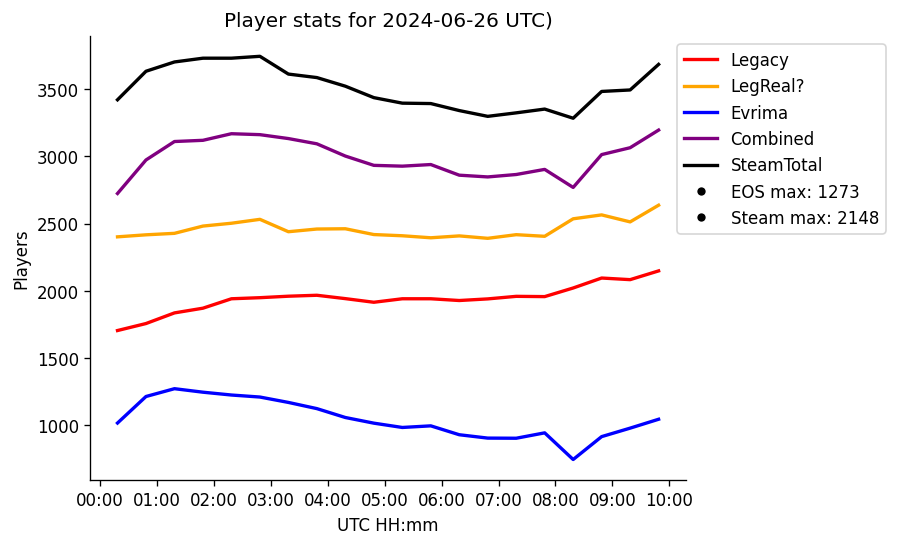 Player stats for 2024-06-26 UTC)
Legacy
LegReal?
Evrima
Combined
SteamTotal
EOS max: 1273
Steam max: 2148
Players
3500
3000
2500
2000
1500
1000
00:00 01:00 02:00 03:00 04:00 05:00 06:00 07:00 08:00 09:00 10:00
UTC HH:mm